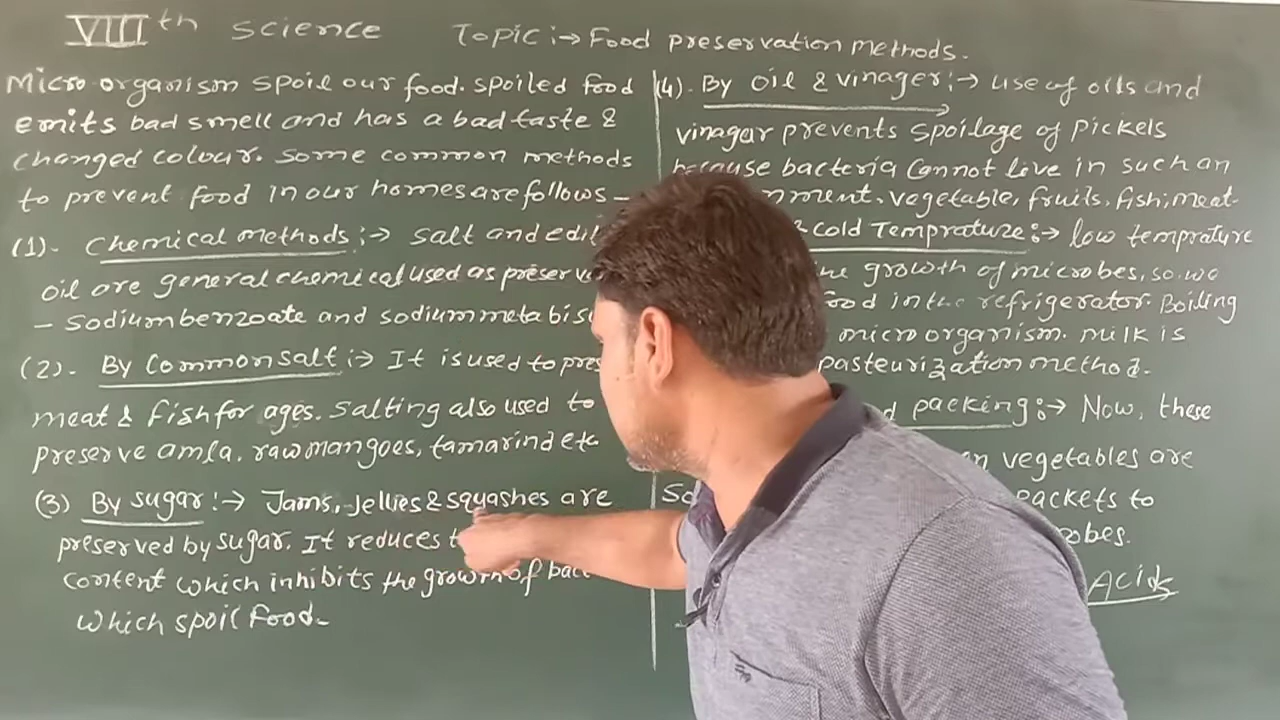 VIIIth science Topic :→ Food preservation methods.
Micro organism spoil our food. spoiled food
emits bad smell and has a bad taste &
changed colour. some common methods
to prevent food in our homes are follows –
(1). Chemical methods :→ salt and edi
oil are general chemical used as preserv
– sodium benzoate and sodium metabis
(2). By Common salt :→ It is used to pres
meat & fish for ages. salting also used to
preserve amla, raw mangoes, tamarind etc
(3) By sugar :→ Jams, Jellies & squashes are
preserved by sugar. It reduces t
content which inhibits the growth of bac
which spoil food.
(4). By oil & vinager :→ use of oils and
vinagar prevents spoilage of pickels
because bacteria cannot live in such an
nment. vegetable, fruits, fish, meat.
cold Temprature :→ low temprature
he growth of microbes, so we
ood in the refrigerator. Boiling
micro organism. milk is
pasteurization method.
d packing :→ Now, these
n vegetables are
So packets to
obes.
Acids